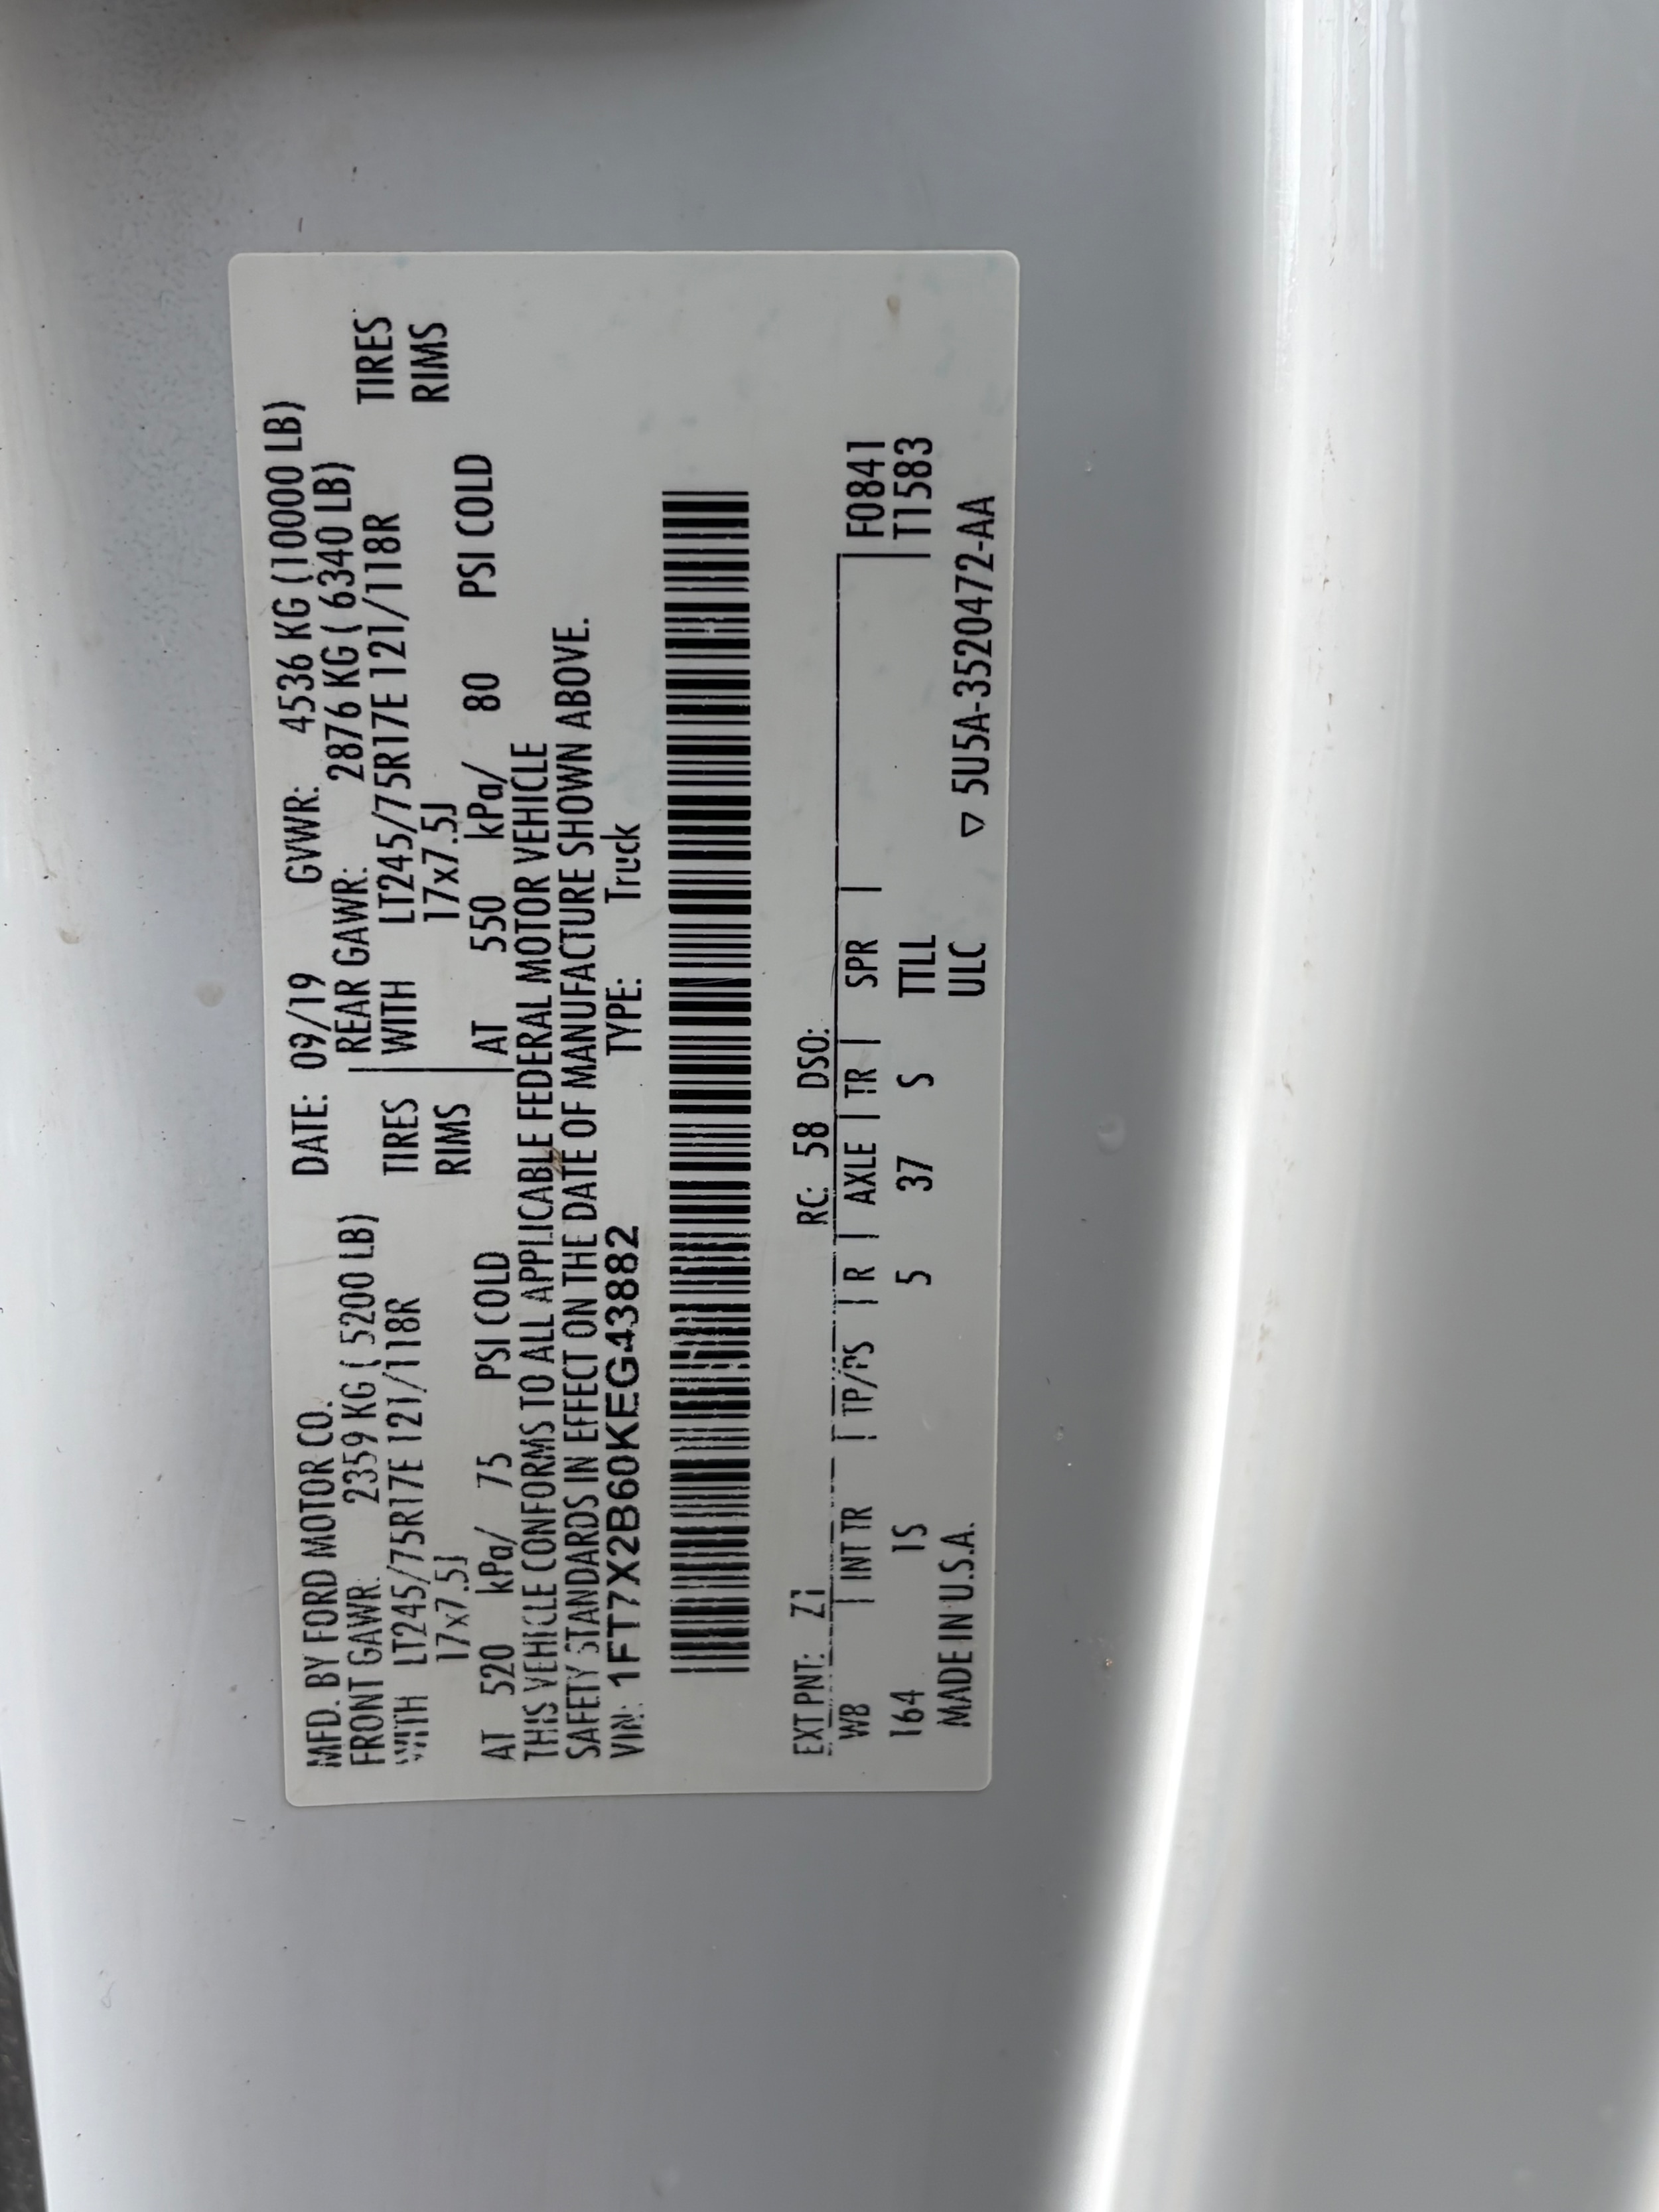 MFD. BY FORD MOTOR CO. DATE: 09/19 GVWR: 4536 KG (10000 LB)
FRONT GAWR: 2359 KG ( 5200 LB) REAR GAWR: 2876 KG ( 6340 LB)
WITH LT245/75R17E 121/118R TIRES WITH LT245/75R17E 121/118R TIRES
17x7.5J RIMS 17x7.5J RIMS
AT 520 kPa/ 75 PSI COLD AT 550 kPa/ 80 PSI COLD
THIS VEHICLE CONFORMS TO ALL APPLICABLE FEDERAL MOTOR VEHICLE
SAFETY STANDARDS IN EFFECT ON THE DATE OF MANUFACTURE SHOWN ABOVE.
VIN: 1FT7X2B60KEG43882 TYPE: Truck
EXT PNT: Z1 RC: 58 DSO:
WB | INT TR | TP/PS | R | AXLE | TR | SPR | F0841
164 1S 5 37 S TTLL T1583
MADE IN U.S.A. ULC ▽ 5U5A-3520472-AA